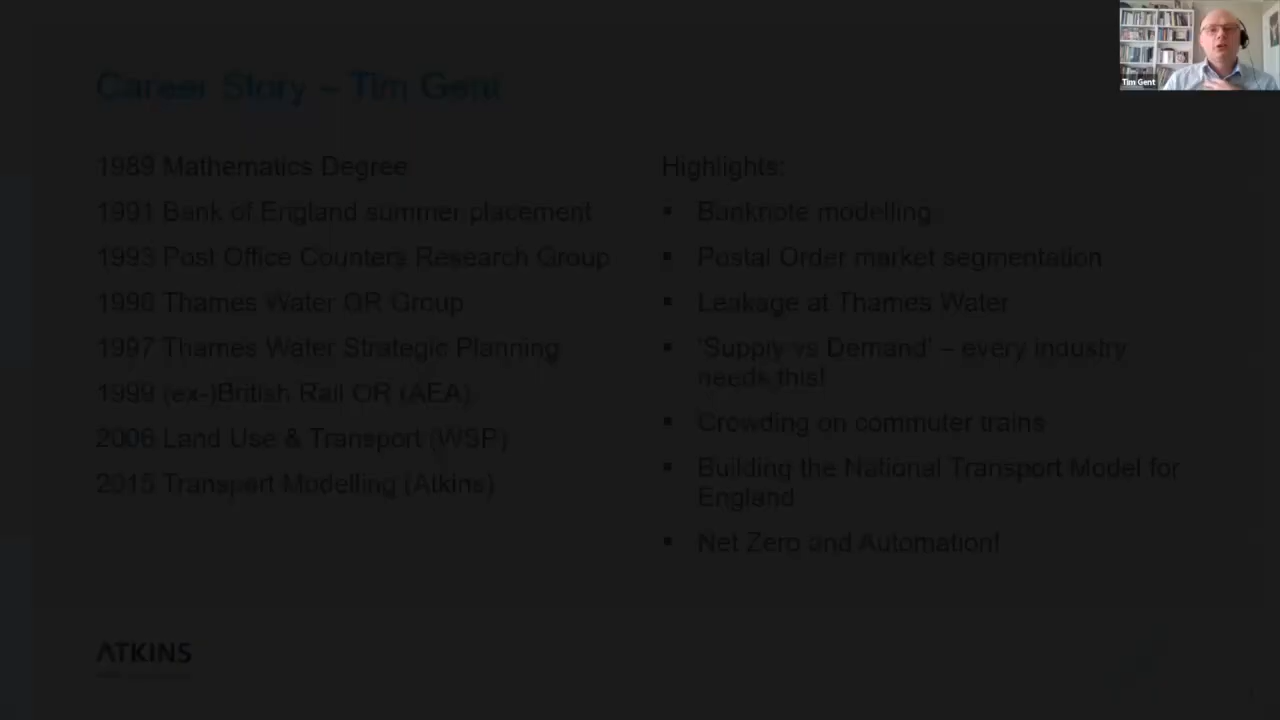 Tim Gent
Career Story – Tim Gent
1989 Mathematics Degree
1991 Bank of England summer placement
1993 Post Office Counters Research Group
1996 Thames Water OR Group
1997 Thames Water Strategic Planning
1999 (ex-)British Rail OR (AEA)
2006 Land Use & Transport (WSP)
2015 Transport Modelling (Atkins)
Highlights:
▪ Banknote modelling
▪ Postal Order market segmentation
▪ Leakage at Thames Water
▪ 'Supply vs Demand' – every industry
needs this!
▪ Crowding on commuter trains
▪ Building the National Transport Model for
England
▪ Net Zero and Automation!
ATKINS